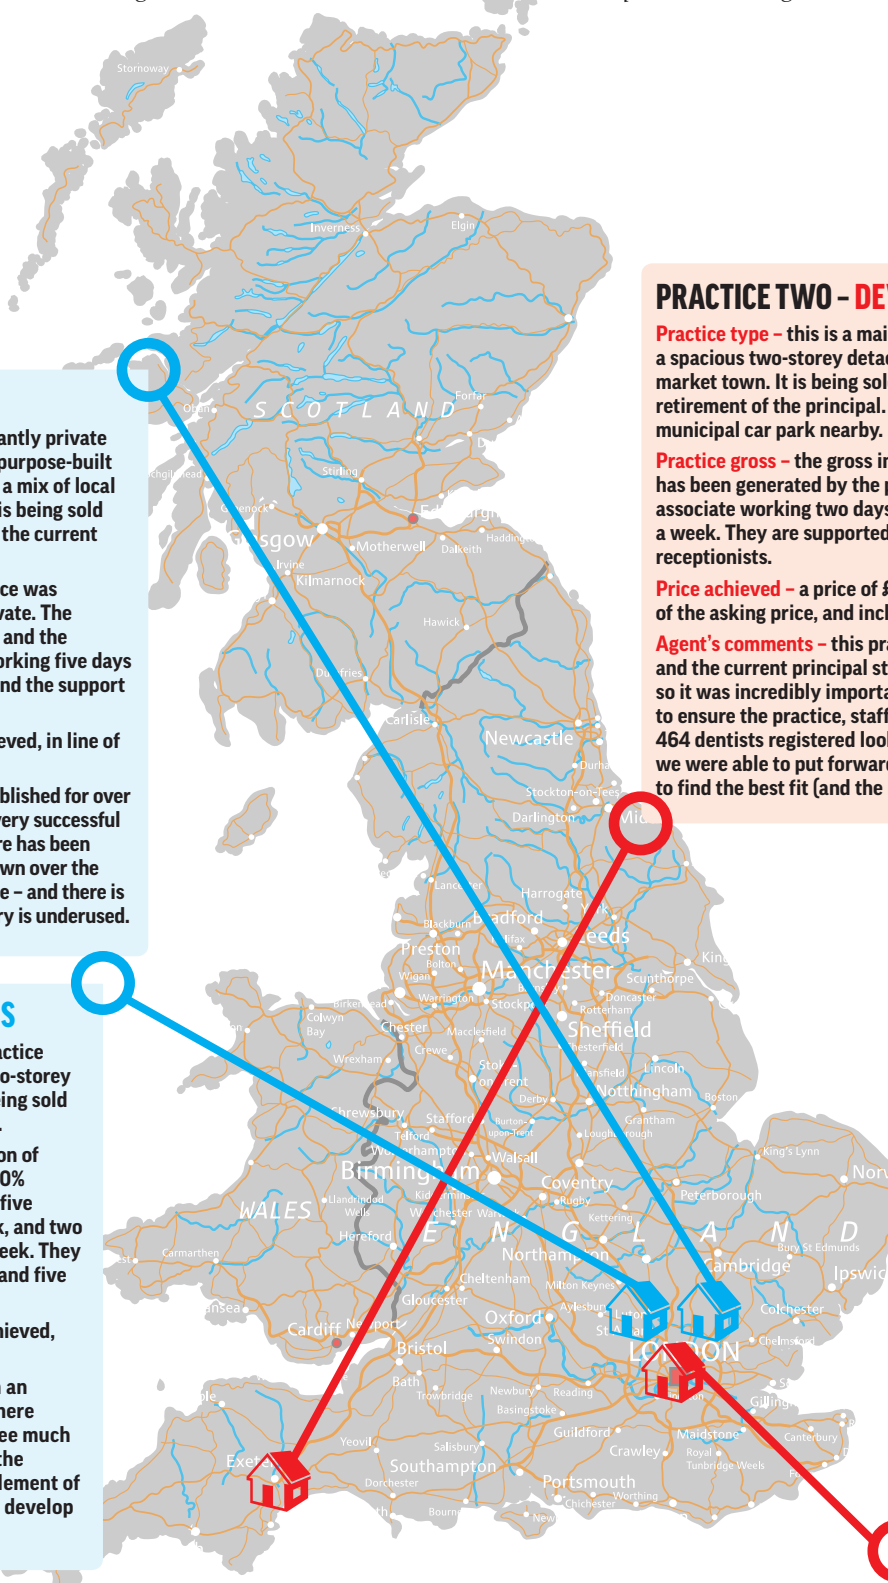 PRACTICE TWO – DE
Practice type – this is a mai
a spacious two-storey detac
market town. It is being sol
retirement of the principal.
municipal car park nearby.
Practice gross – the gross in
has been generated by the p
associate working two days
a week. They are supported
receptionists.
Price achieved – a price of
of the asking price, and incl
Agent's comments – this pra
and the current principal st
so it was incredibly importa
to ensure the practice, staff
464 dentists registered look
we were able to put forward
to find the best fit (and the
antly private
purpose-built
a mix of local
is being sold
the current
ce was
vate. The
and the
orking five days
nd the support
eved, in line of
blished for over
very successful
re has been
wn over the
e – and there is
ry is underused.
S
actice
o-storey
ing sold
.
on of
0%
five
k, and two
eek. They
and five
hieved,
an
here
ee much
the
lement of
develop
Stornoway
Inverness
Elgin
Oban
SCOTLAND
Forfar
Stirling
Glasgow
Motherwell
Dalkeith
Irvine
Kilmarnock
Hawick
Carlisle
Newcastle
Stockton-on-Tees
Darlington
Harrogate
Blackburn
Bradford
Leeds
Preston
Bolton
Wigan
Manchester
Scunthorpe
Warrington
Doncaster
Rotherham
Colwyn
Bay
Chester
Macclesfield
Sheffield
Wrexham
Crewe
Lincoln
Notthingham
Derby
Boston
Shrewsbury
Stafford
Grantham
Telford
Burton-
upon-Trent
King's Lynn
Walsall
Birmingham
Coventry
Peterborough
WALES
Llandrindod
Wells
Rugby
Kettering
ENGLAND
Hereford
Northampton
Bury St Edmunds
Cambridge
Carmarthen
Cheltenham
Milton Keynes
Gloucester
Aylesbury
Luton
Colchester
Oxford
Cardiff
Newport
Swindon
LONDON
Chelmsford
Bristol
Bath
Trowbridge
Newbury
Reading
Basingstoke
Guildford
Maidstone
Canterbury
Yeovil
Salisbury
Crawley
Royal
Tunbridge Wells
Exeter
Southampton
Dorchester
Portsmouth
Chichester
Worthing